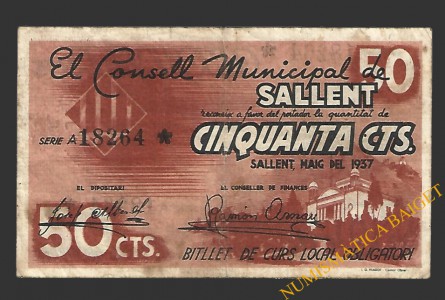 50
El Consell Municipal de
SALLENT
reconeix a favor del portador la quantitat de
SERIE A 18264 *
CINQUANTA CTS.
SALLENT, MAIG DEL 1937
EL DIPOSITARI
EL CONSELLER DE FINANCES
50 CTS.
BITLLET DE CURS LOCAL OBLIGATORI
NUMISMÀTICA BAIGET